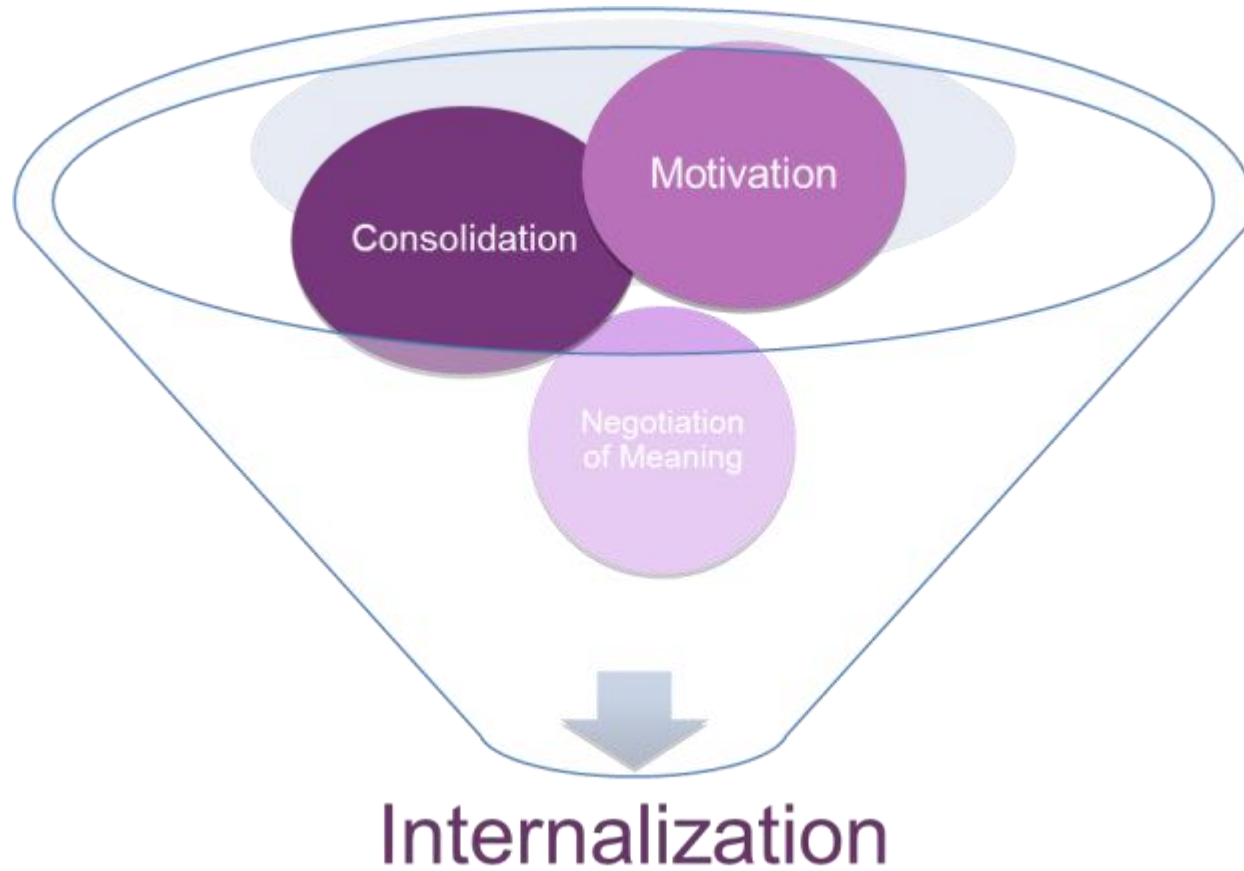 Motivation
Consolidation
Negotiation
of Meaning
Internalization